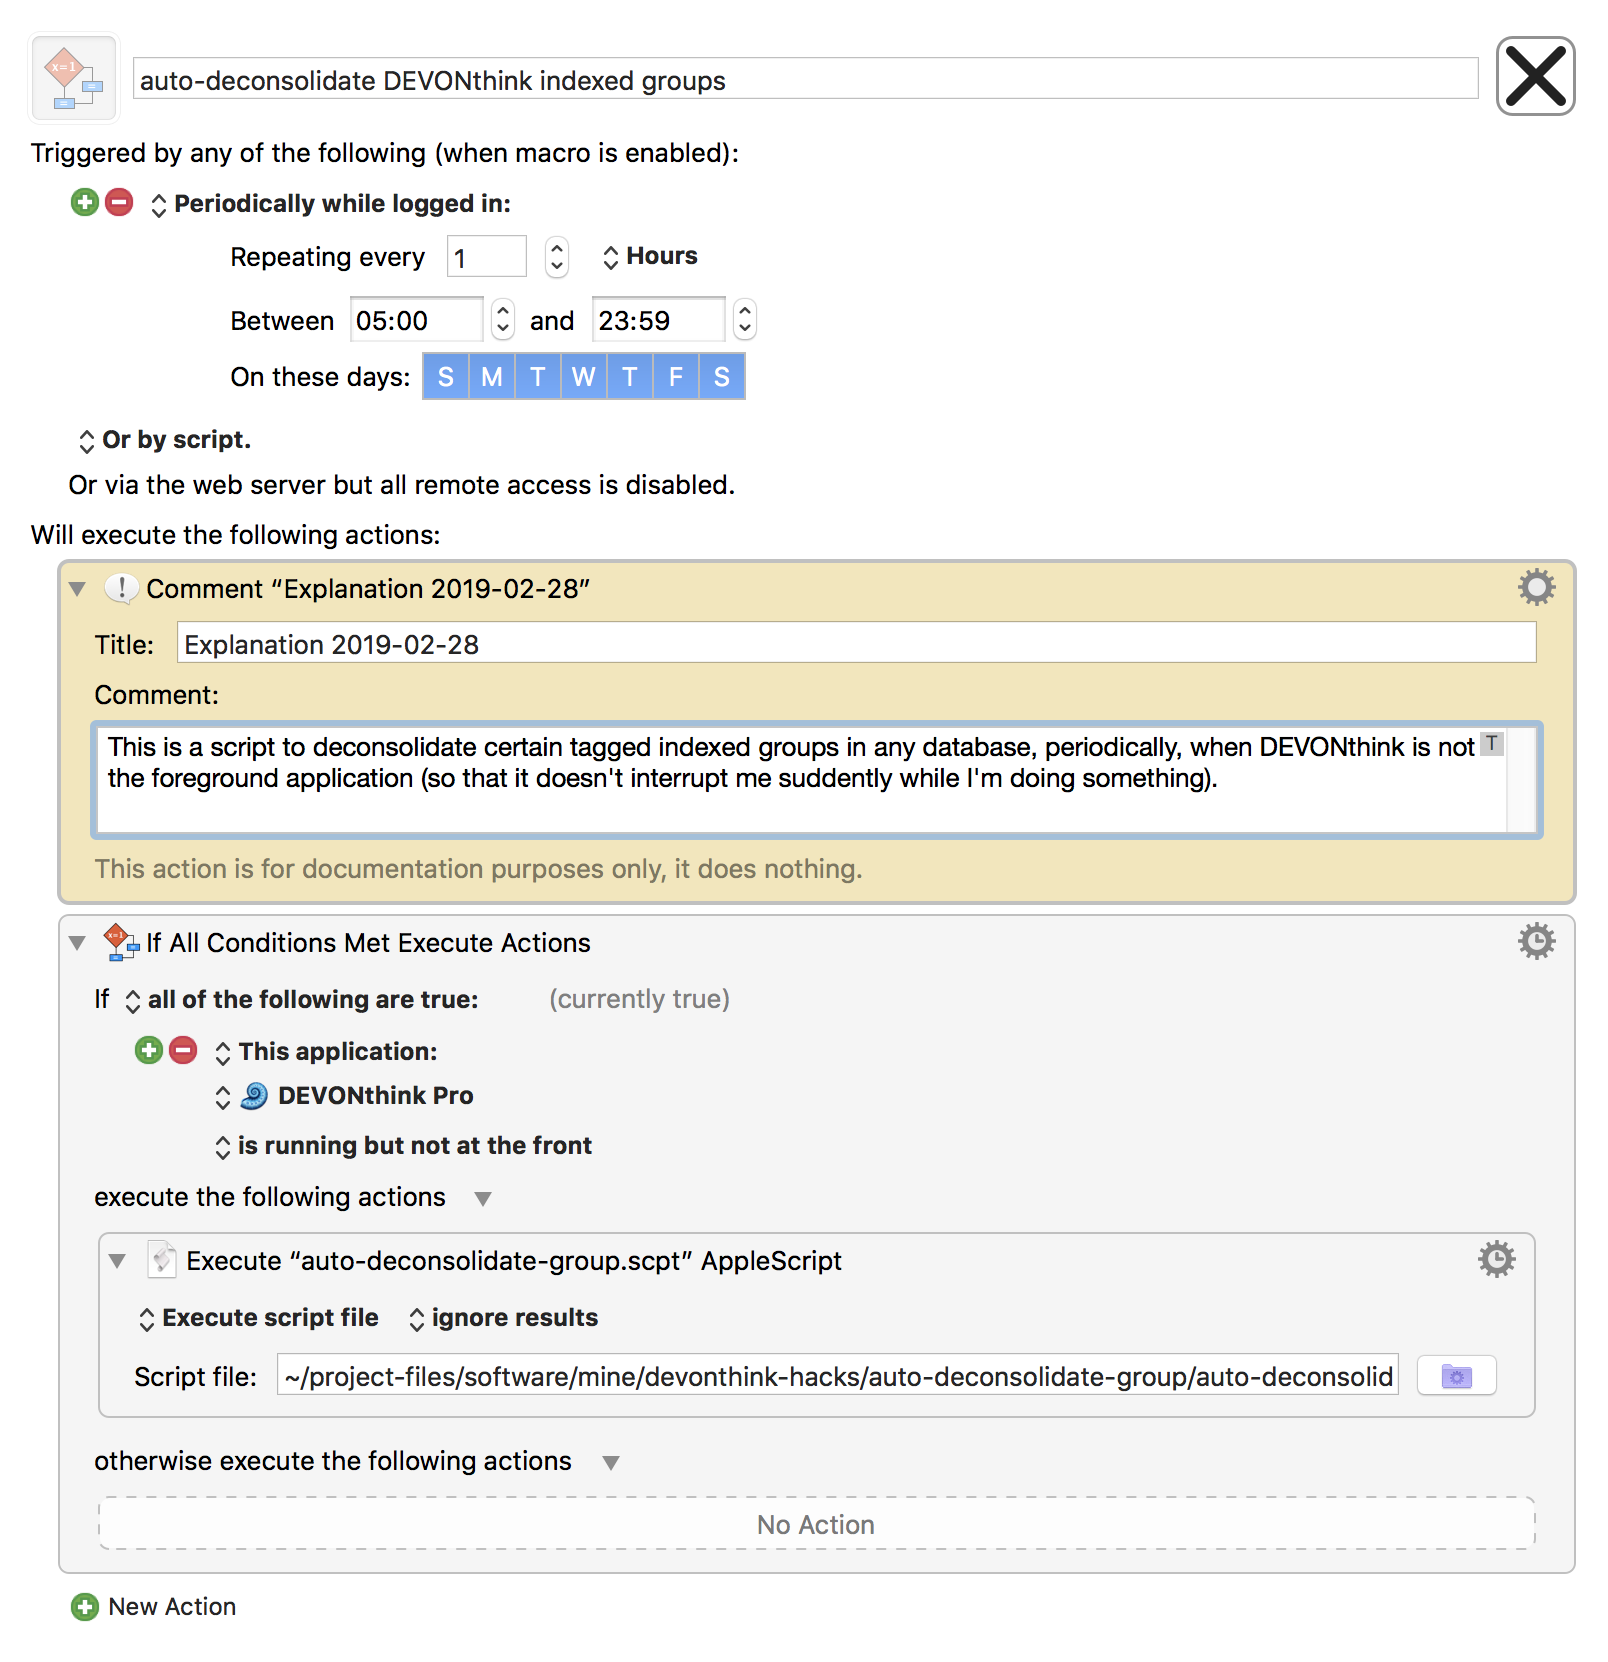 x=1
auto-deconsolidate DEVONthink indexed groups
Triggered by any of the following (when macro is enabled):
Periodically while logged in:
Repeating every 1 Hours
Between 05:00 and 23:59
On these days: S M T W T F S
Or by script.
Or via the web server but all remote access is disabled.
Will execute the following actions:
Comment “Explanation 2019-02-28”
Title: Explanation 2019-02-28
Comment:
This is a script to deconsolidate certain tagged indexed groups in any database, periodically, when DEVONthink is not T
the foreground application (so that it doesn't interrupt me suddently while I'm doing something).
This action is for documentation purposes only, it does nothing.
x=1 If All Conditions Met Execute Actions
If all of the following are true: (currently true)
This application:
DEVONthink Pro
is running but not at the front
execute the following actions
Execute “auto-deconsolidate-group.scpt” AppleScript
Execute script file ignore results
Script file: ~/project-files/software/mine/devonthink-hacks/auto-deconsolidate-group/auto-deconsolid
otherwise execute the following actions
No Action
New Action